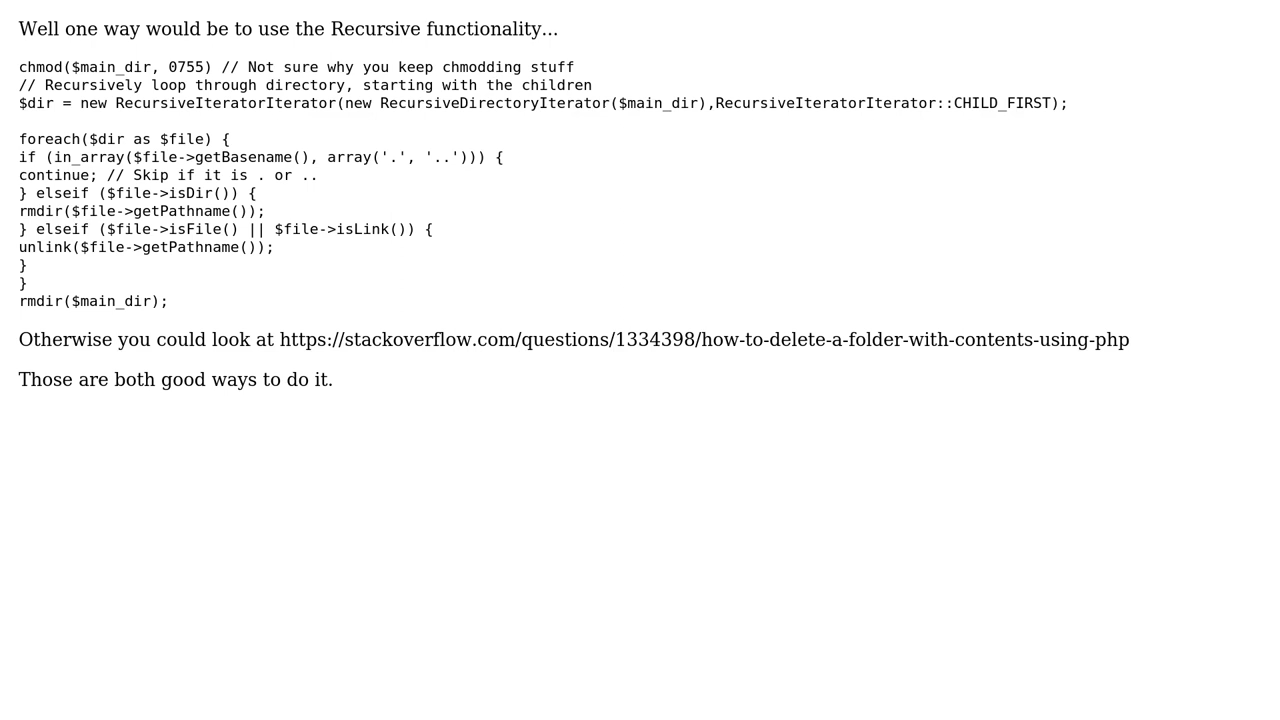 Well one way would be to use the Recursive functionality...
chmod($main_dir, 0755) // Not sure why you keep chmodding stuff
// Recursively loop through directory, starting with the children
$dir = new RecursiveIteratorIterator(new RecursiveDirectoryIterator($main_dir),RecursiveIteratorIterator::CHILD_FIRST);
foreach($dir as $file) {
if (in_array($file->getBasename(), array('.', '..'))) {
continue; // Skip if it is . or ..
} elseif ($file->isDir()) {
rmdir($file->getPathname());
} elseif ($file->isFile() || $file->isLink()) {
unlink($file->getPathname());
}
}
rmdir($main_dir);
Otherwise you could look at https://stackoverflow.com/questions/1334398/how-to-delete-a-folder-with-contents-using-php
Those are both good ways to do it.